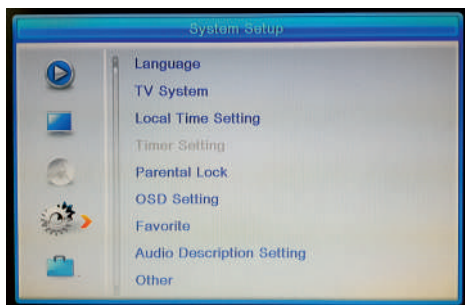 System Setup
Language
TV System
Local Time Setting
Timer Setting
Parental Lock
OSD Setting
Favorite
Audio Description Setting
Other